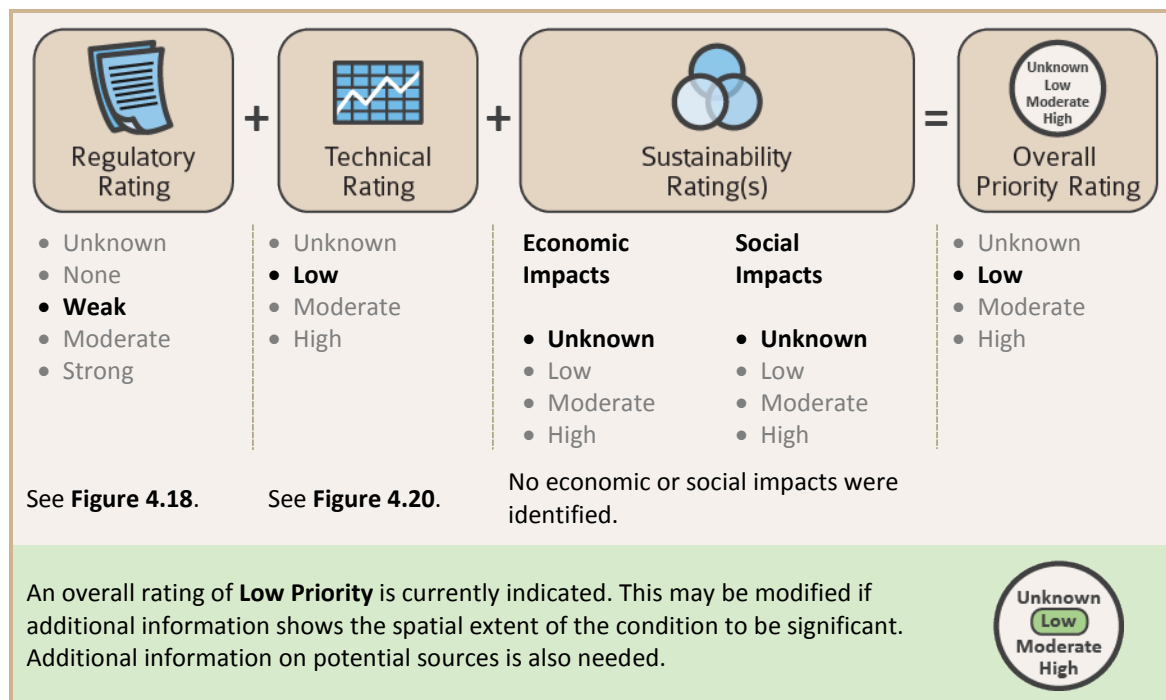 Regulatory
Rating
+
Technical
Rating
+
Sustainability
Rating(s)
=
Unknown
Low
Moderate
High
Overall
Priority Rating
• Unknown
• None
• Weak
• Moderate
• Strong
See Figure 4.18.
• Unknown
• Low
• Moderate
• High
See Figure 4.20.
Economic
Impacts
• Unknown
• Low
• Moderate
• High
Social
Impacts
• Unknown
• Low
• Moderate
• High
No economic or social impacts were
identified.
• Unknown
• Low
• Moderate
• High
An overall rating of Low Priority is currently indicated. This may be modified if
additional information shows the spatial extent of the condition to be significant.
Additional information on potential sources is also needed.
Unknown
Low
Moderate
High